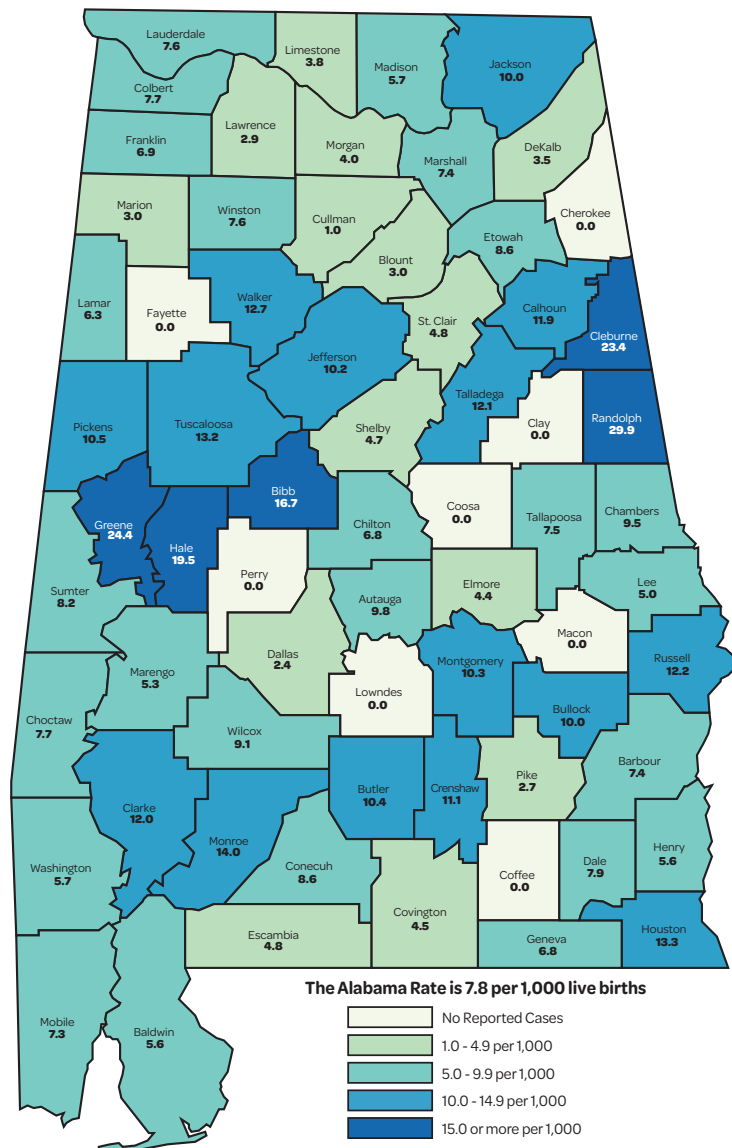 Lauderdale
7.6
Limestone
3.8
Madison
5.7
Jackson
10.0
Colbert
7.7
Lawrence
2.9
Franklin
6.9
Morgan
4.0
Marshall
7.4
DeKalb
3.5
Marion
3.0
Winston
7.6
Cullman
1.0
Cherokee
0.0
Etowah
8.6
Blount
3.0
Lamar
6.3
Fayette
0.0
Walker
12.7
Calhoun
11.9
St. Clair
4.8
Cleburne
23.4
Jefferson
10.2
Talladega
12.1
Randolph
29.9
Pickens
10.5
Tuscaloosa
13.2
Shelby
4.7
Clay
0.0
Bibb
16.7
Greene
24.4
Hale
19.5
Chilton
6.8
Coosa
0.0
Tallapoosa
7.5
Chambers
9.5
Sumter
8.2
Perry
0.0
Autauga
9.8
Elmore
4.4
Lee
5.0
Macon
0.0
Dallas
2.4
Montgomery
10.3
Russell
12.2
Marengo
5.3
Lowndes
0.0
Bullock
10.0
Choctaw
7.7
Wilcox
9.1
Barbour
7.4
Pike
2.7
Butler
10.4
Crenshaw
11.1
Clarke
12.0
Monroe
14.0
Henry
5.6
Washington
5.7
Conecuh
8.6
Coffee
0.0
Dale
7.9
Covington
4.5
Escambia
4.8
Geneva
6.8
Houston
13.3
Mobile
7.3
Baldwin
5.6
The Alabama Rate is 7.8 per 1,000 live births
No Reported Cases
1.0 - 4.9 per 1,000
5.0 - 9.9 per 1,000
10.0 - 14.9 per 1,000
15.0 or more per 1,000